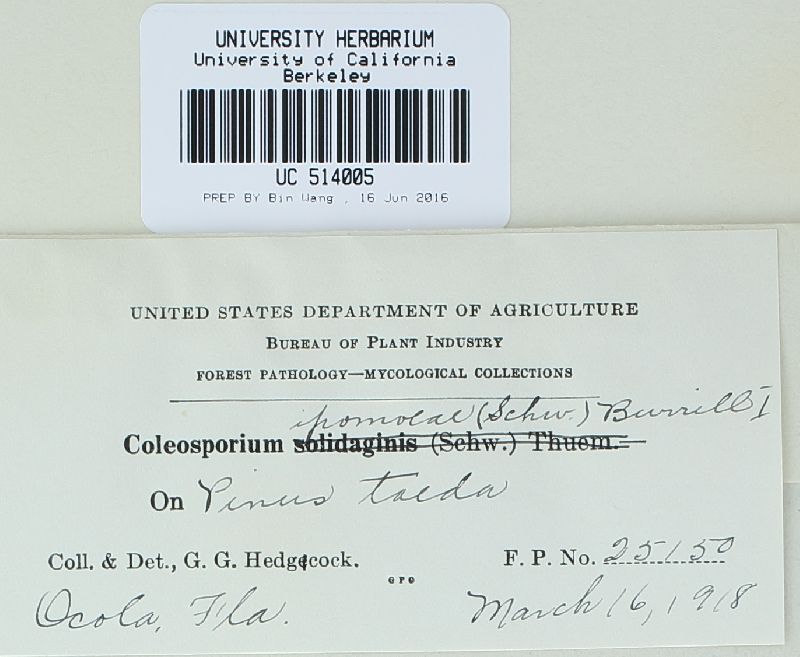 UNIVERSITY HERBARIUM
University of California
Berkeley
UC 514005
PREP BY Bin Wang , 16 Jun 2016
UNITED STATES DEPARTMENT OF AGRICULTURE
BUREAU OF PLANT INDUSTRY
FOREST PATHOLOGY—MYCOLOGICAL COLLECTIONS
ipomoeae (Schw.) Burrill I
Coleosporium solidaginis (Schw.) Thuem.
On Pinus taeda
Coll. & Det., G. G. Hedgcock. F. P. No. 25150
GPO
Ocola, Fla. March 16, 1918